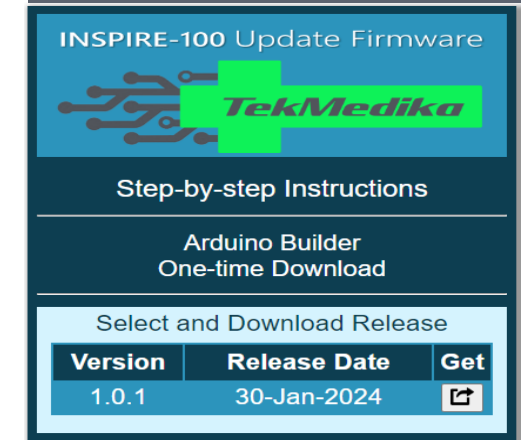 INSPIRE-100 Update Firmware
TekMedika
Step-by-step Instructions
Arduino Builder
One-time Download
Select and Download Release
Version Release Date Get
1.0.1 30-Jan-2024